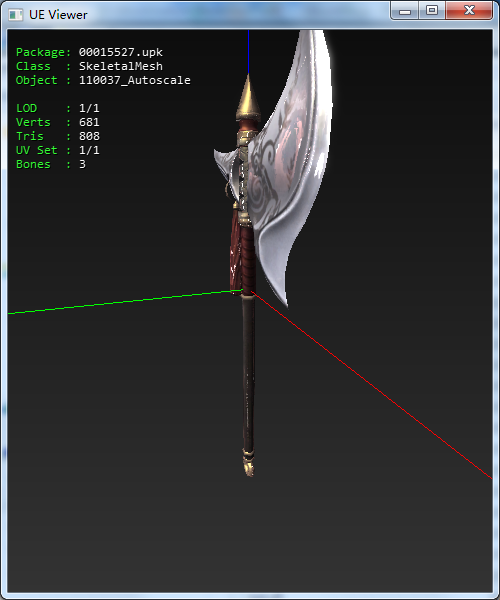 UE Viewer
Package: 00015527.upk
Class : SkeletalMesh
Object : 110037_Autoscale
LOD : 1/1
Verts : 681
Tris : 808
UV Set : 1/1
Bones : 3